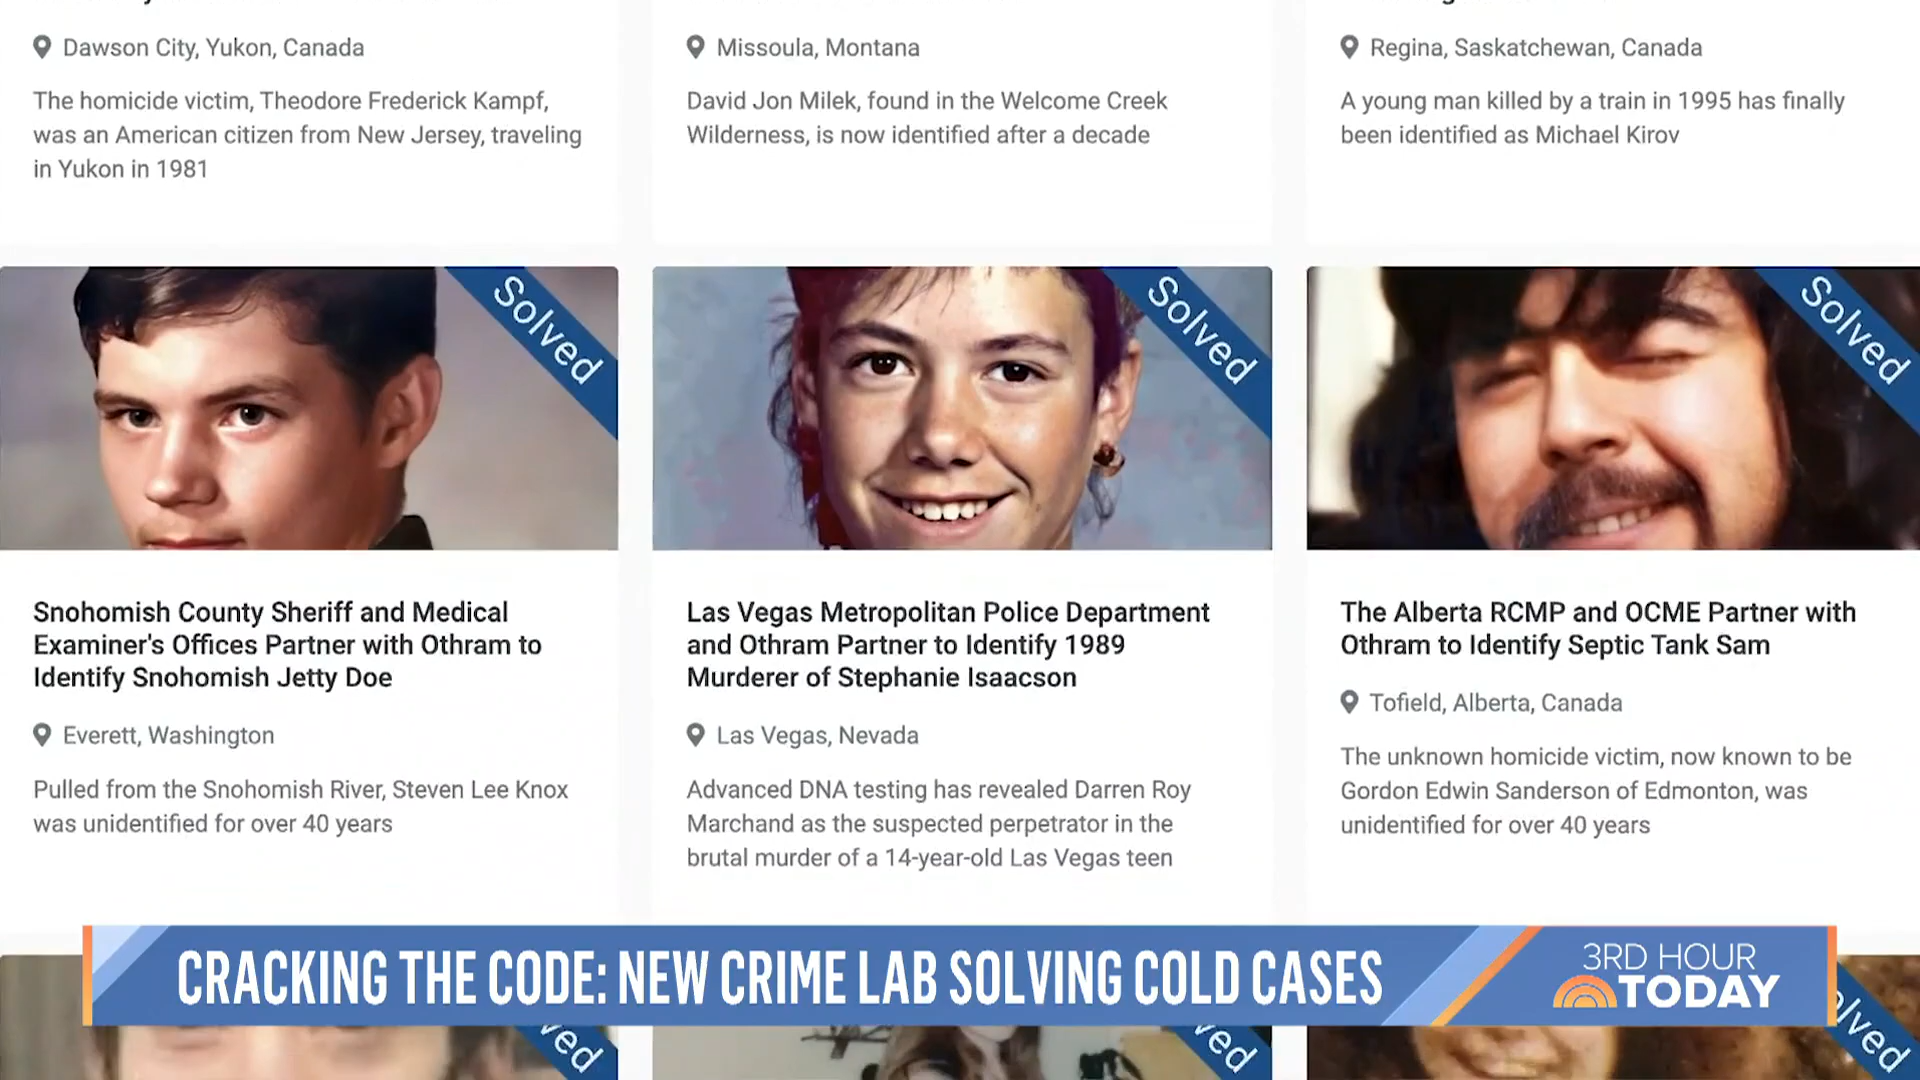 Dawson City, Yukon, Canada
The homicide victim, Theodore Frederick Kampf,
was an American citizen from New Jersey, traveling
in Yukon in 1981
Missoula, Montana
David Jon Milek, found in the Welcome Creek
Wilderness, is now identified after a decade
Regina, Saskatchewan, Canada
A young man killed by a train in 1995 has finally
been identified as Michael Kirov
Solved
Snohomish County Sheriff and Medical
Examiner's Offices Partner with Othram to
Identify Snohomish Jetty Doe
Everett, Washington
Pulled from the Snohomish River, Steven Lee Knox
was unidentified for over 40 years
Solved
Las Vegas Metropolitan Police Department
and Othram Partner to Identify 1989
Murderer of Stephanie Isaacson
Las Vegas, Nevada
Advanced DNA testing has revealed Darren Roy
Marchand as the suspected perpetrator in the
brutal murder of a 14-year-old Las Vegas teen
Solved
The Alberta RCMP and OCME Partner with
Othram to Identify Septic Tank Sam
Tofield, Alberta, Canada
The unknown homicide victim, now known to be
Gordon Edwin Sanderson of Edmonton, was
unidentified for over 40 years
CRACKING THE CODE: NEW CRIME LAB SOLVING COLD CASES
3RD HOUR
TODAY